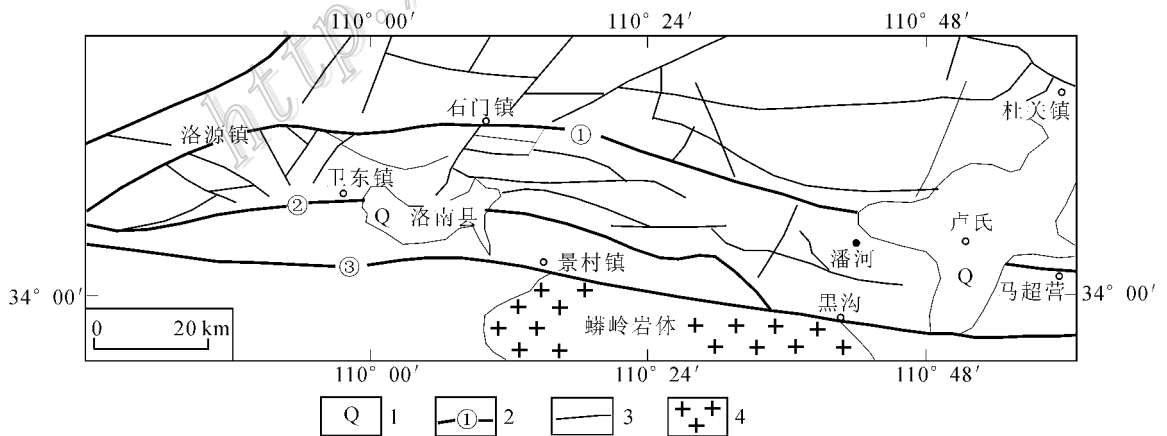 110° 00′ 110° 24′ 110° 48′
http:/
杜关镇
石门镇
①
洛源镇
卫东镇
② Q 洛南县
卢氏
潘河
③ 景村镇
Q
马超营
34° 00′ 34° 00′
黑沟
0 20 km
蟒岭岩体
110° 00′ 110° 24′ 110° 48′
Q 1 ① 2 3 4